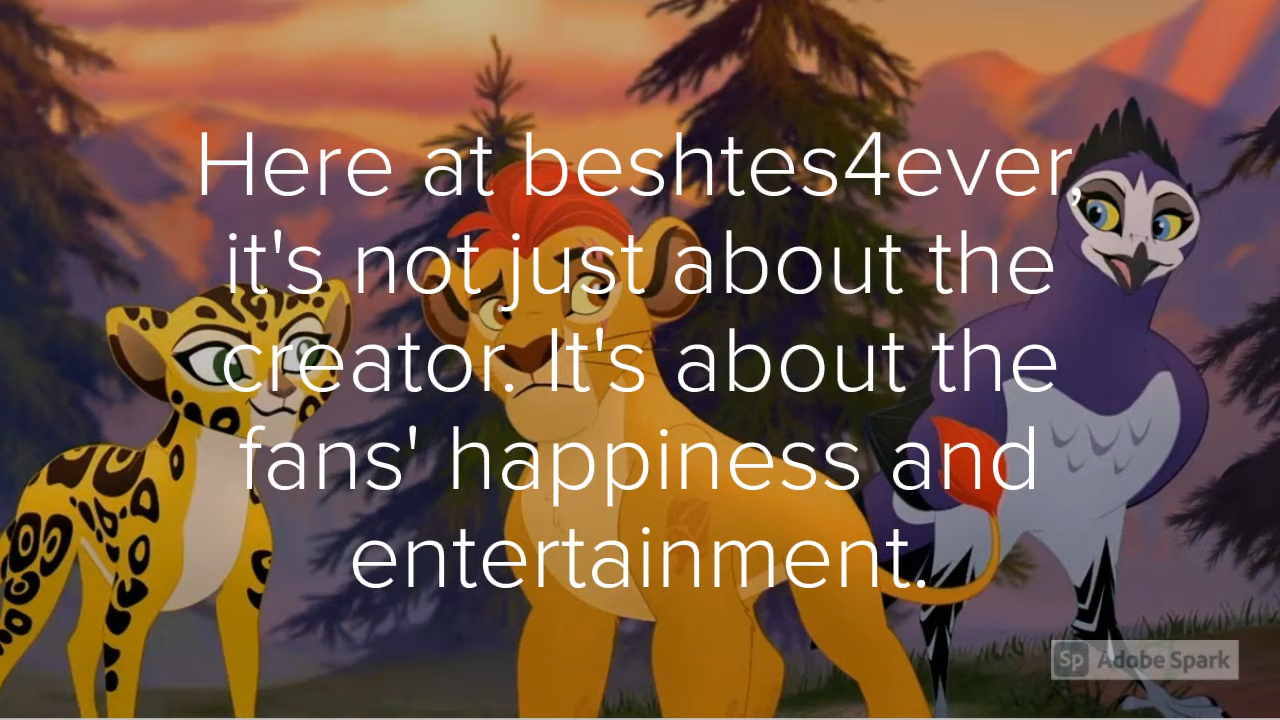 Here at beshtes4ever,
it's not just about the
creator. It's about the
fans' happiness and
entertainment.
Sp Adobe Spark